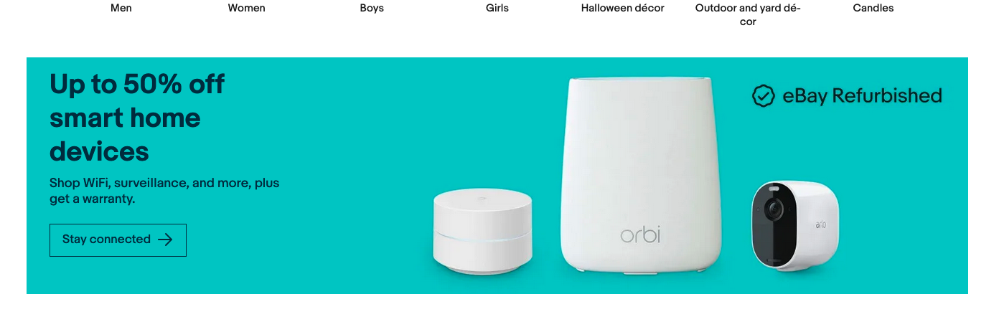 Men
Women
Boys
Girls
Halloween décor
Outdoor and yard dé-
cor
Candles
Up to 50% off
smart home
devices
eBay Refurbished
Shop WiFi, surveillance, and more, plus
get a warranty.
Stay connected
orbi
arlo